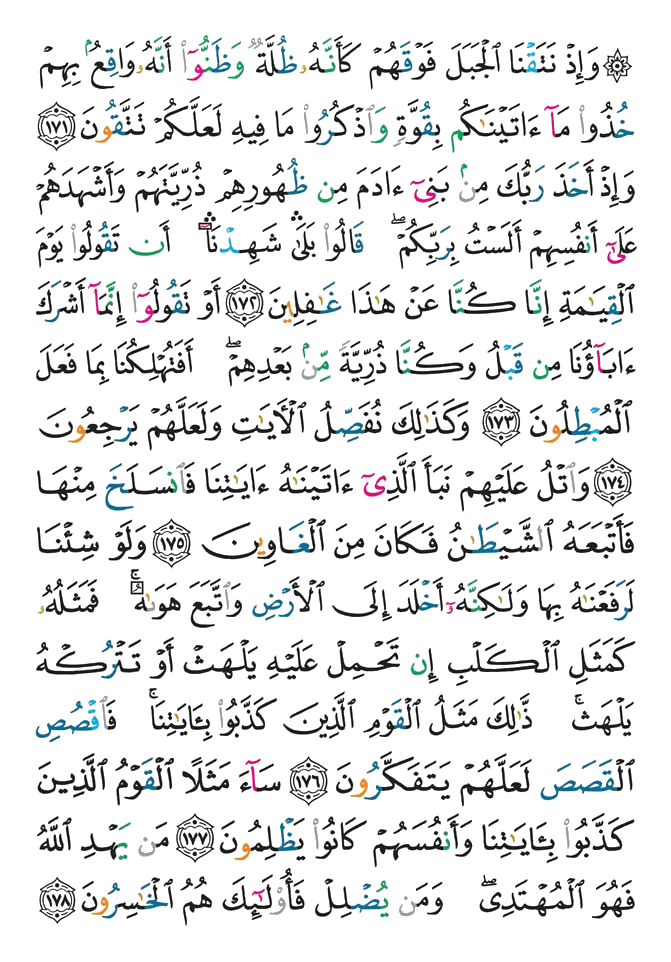 ۞ وَإِذْ نَتَقْنَا الْجَبَلَ فَوْقَهُمْ كَأَنَّهُۥ ظُلَّةٌ وَظَنُّوٓا۟ أَنَّهُۥ وَاقِعٌۢ بِهِمْ
خُذُوا۟ مَآ ءَاتَيْنَٰكُم بِقُوَّةٍ وَٱذْكُرُوا۟ مَا فِيهِ لَعَلَّكُمْ تَتَّقُونَ ١٧١
وَإِذْ أَخَذَ رَبُّكَ مِنۢ بَنِىٓ ءَادَمَ مِن ظُهُورِهِمْ ذُرِّيَّتَهُمْ وَأَشْهَدَهُمْ
عَلَىٰٓ أَنفُسِهِمْ أَلَسْتُ بِرَبِّكُمْ ۖ قَالُوا۟ بَلَىٰ ۛ شَهِدْنَآ ۛ أَن تَقُولُوا۟ يَوْمَ
ٱلْقِيَٰمَةِ إِنَّا كُنَّا عَنْ هَٰذَا غَٰفِلِينَ ١٧٢ أَوْ تَقُولُوٓا۟ إِنَّمَآ أَشْرَكَ
ءَابَآؤُنَا مِن قَبْلُ وَكُنَّا ذُرِّيَّةً مِّنۢ بَعْدِهِمْ ۖ أَفَتُهْلِكُنَا بِمَا فَعَلَ
ٱلْمُبْطِلُونَ ١٧٣ وَكَذَٰلِكَ نُفَصِّلُ ٱلْءَايَٰتِ وَلَعَلَّهُمْ يَرْجِعُونَ
١٧٤ وَٱتْلُ عَلَيْهِمْ نَبَأَ ٱلَّذِىٓ ءَاتَيْنَٰهُ ءَايَٰتِنَا فَٱنسَلَخَ مِنْهَا
فَأَتْبَعَهُ ٱلشَّيْطَٰنُ فَكَانَ مِنَ ٱلْغَاوِينَ ١٧٥ وَلَوْ شِئْنَا
لَرَفَعْنَٰهُ بِهَا وَلَٰكِنَّهُۥٓ أَخْلَدَ إِلَى ٱلْأَرْضِ وَٱتَّبَعَ هَوَىٰهُ ۚ فَمَثَلُهُۥ
كَمَثَلِ ٱلْكَلْبِ إِن تَحْمِلْ عَلَيْهِ يَلْهَثْ أَوْ تَتْرُكْهُ
يَلْهَث ۚ ذَّٰلِكَ مَثَلُ ٱلْقَوْمِ ٱلَّذِينَ كَذَّبُوا۟ بِـَٔايَٰتِنَا ۚ فَٱقْصُصِ
ٱلْقَصَصَ لَعَلَّهُمْ يَتَفَكَّرُونَ ١٧٦ سَآءَ مَثَلًا ٱلْقَوْمُ ٱلَّذِينَ
كَذَّبُوا۟ بِـَٔايَٰتِنَا وَأَنفُسَهُمْ كَانُوا۟ يَظْلِمُونَ ١٧٧ مَن يَهْدِ ٱللَّهُ
فَهُوَ ٱلْمُهْتَدِى ۖ وَمَن يُضْلِلْ فَأُو۟لَٰٓئِكَ هُمُ ٱلْخَٰسِرُونَ ١٧٨